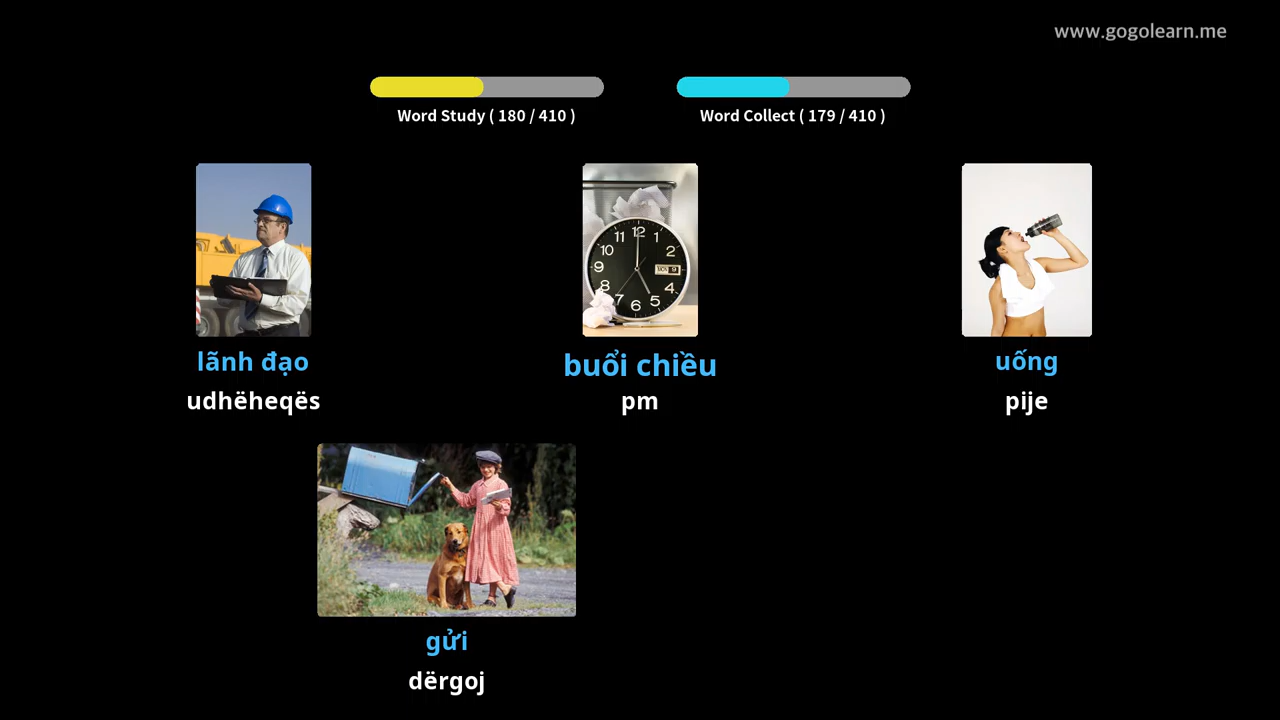 www.gogolearn.me
Word Study ( 180 / 410 )
Word Collect ( 179 / 410 )
lãnh đạo
udhëheqës
buổi chiều
pm
uống
pije
gửi
dërgoj